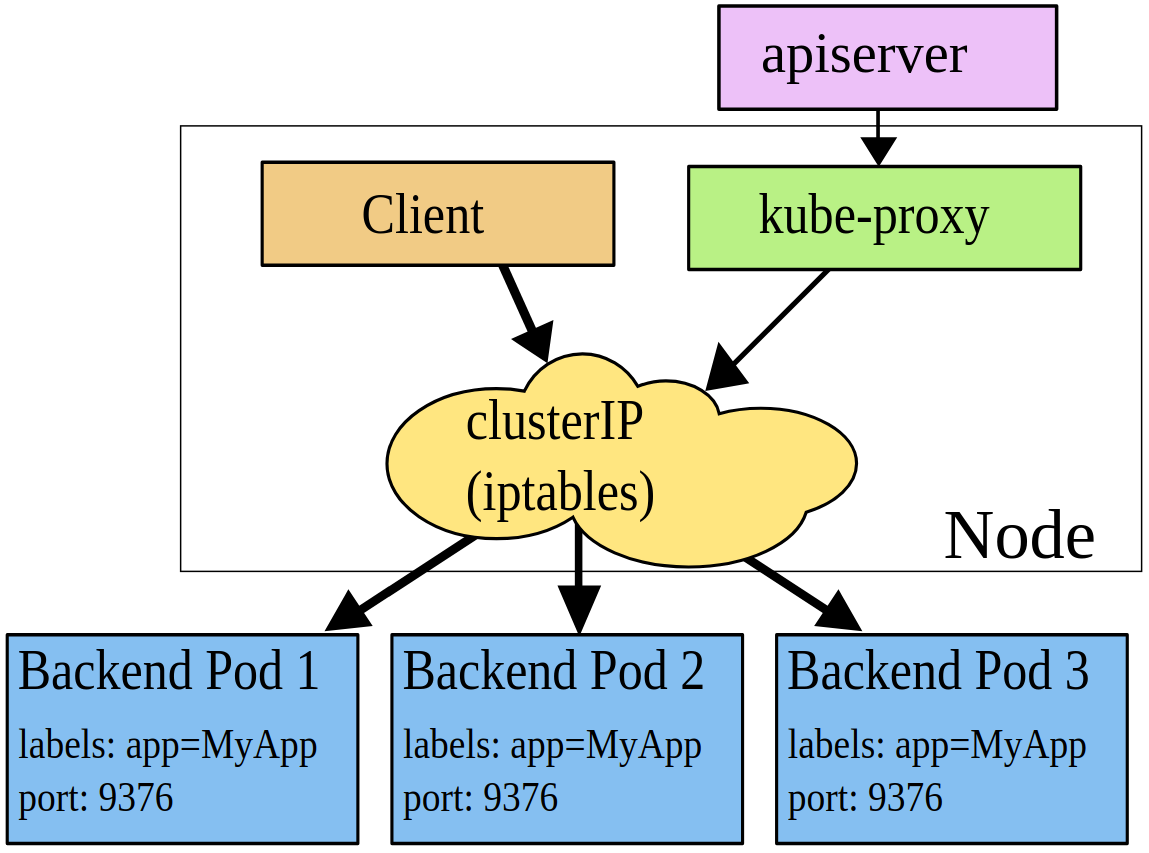 apiserver
Client
kube-proxy
clusterIP
(iptables)
Node
Backend Pod 1
labels: app=MyApp
port: 9376
Backend Pod 2
labels: app=MyApp
port: 9376
Backend Pod 3
labels: app=MyApp
port: 9376